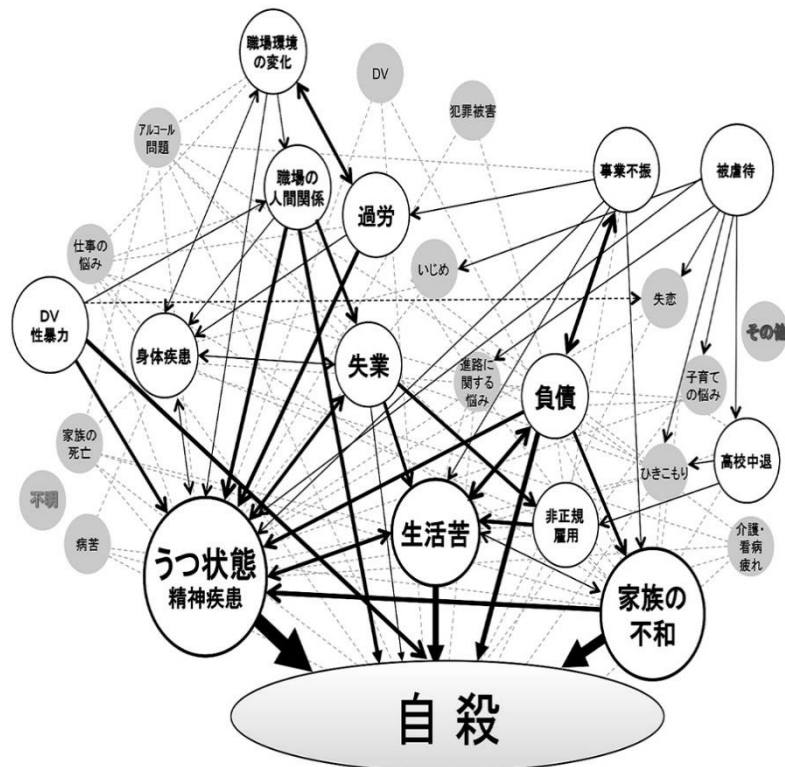 職場環境
の変化
DV
犯罪被害
アルコール
問題
職場の
人間関係
過労
事業不振
被虐待
仕事の
悩み
いじめ
失恋
DV
性暴力
その他
身体疾患
失業
進路に
関する
悩み
負債
子育て
の悩み
家族の
死亡
ひきこもり
高校中退
不明
病苦
生活苦
非正規
雇用
介護・
看病
疲れ
うつ状態
精神疾患
家族の
不和
自殺